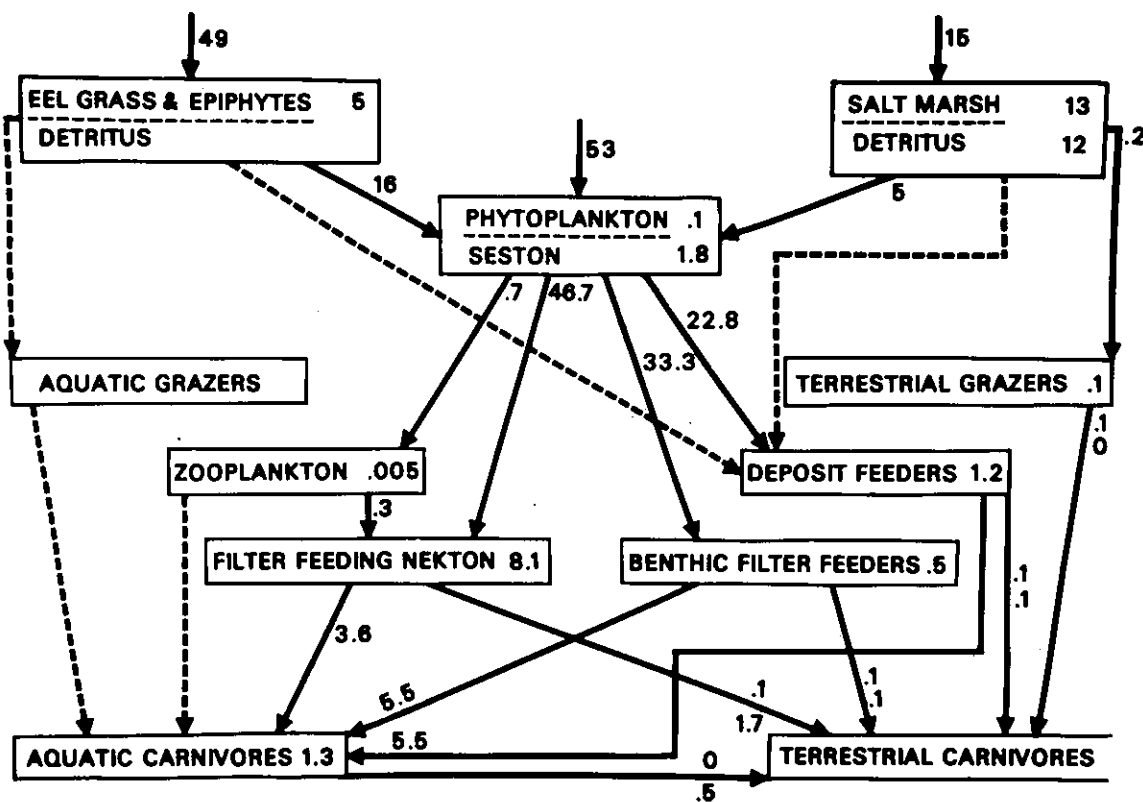 49
15
EEL GRASS & EPIPHYTES 5
DETRITUS
SALT MARSH 13
DETRITUS 12
.2
53
16
5
PHYTOPLANKTON .1
SESTON 1.8
.7
46.7
22.8
33.3
AQUATIC GRAZERS
TERRESTRIAL GRAZERS .1
.1
0
ZOOPLANKTON .005
DEPOSIT FEEDERS 1.2
.3
FILTER FEEDING NEKTON 8.1
BENTHIC FILTER FEEDERS .5
.1
.1
3.6
5.5
.1
1.7
.1
.1
5.5
AQUATIC CARNIVORES 1.3
0
.5
TERRESTRIAL CARNIVORES